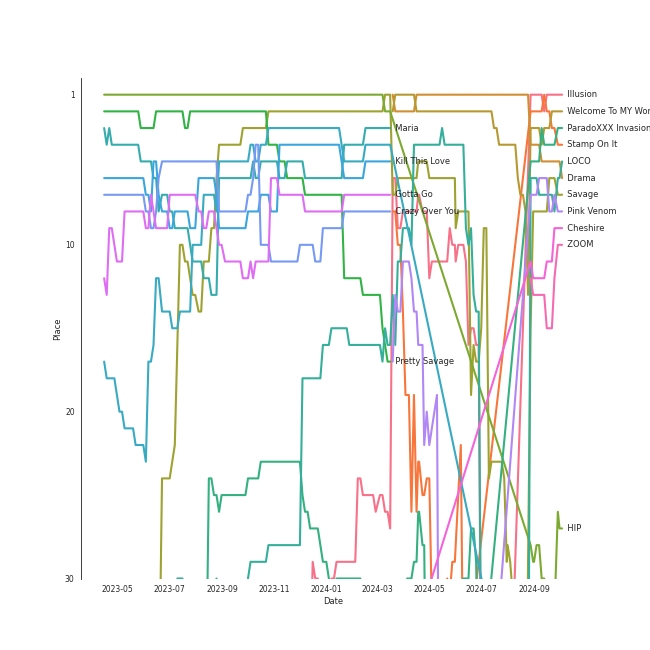 1
10
20
30
Place
2023-05
2023-07
2023-09
2023-11
2024-01
2024-03
2024-05
2024-07
2024-09
Date
Maria
Kill This Love
Gotta Go
Crazy Over You
Pretty Savage
Illusion
Welcome To MY Wor
ParadoXXX Invasion
Stamp On It
LOCO
Drama
Savage
Pink Venom
Cheshire
ZOOM
HIP